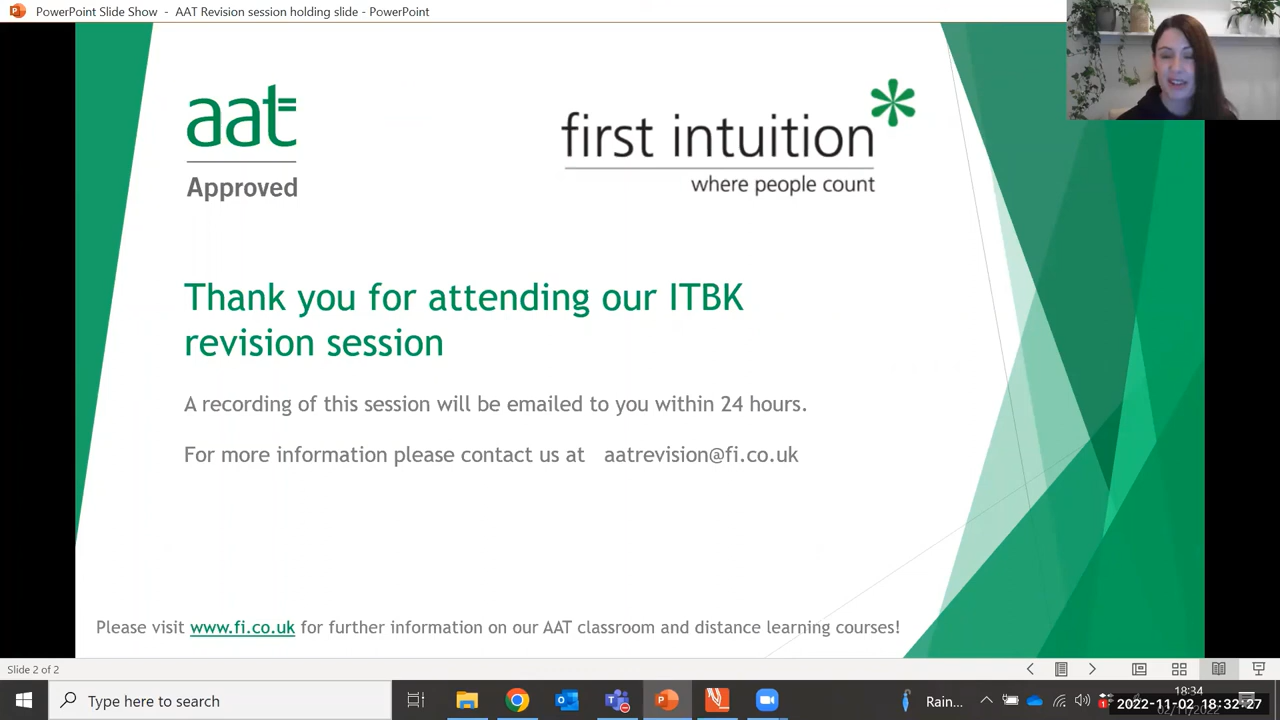 PowerPoint Slide Show - AAT Revision session holding slide - PowerPoint
aat
Approved
first intuition
where people count
Thank you for attending our ITBK
revision session
A recording of this session will be emailed to you within 24 hours.
For more information please contact us at aatrevision@fi.co.uk
Please visit www.fi.co.uk for further information on our AAT classroom and distance learning courses!
Slide 2 of 2
Type here to search
Rain...
18:34
2022-11-02 18:32:27